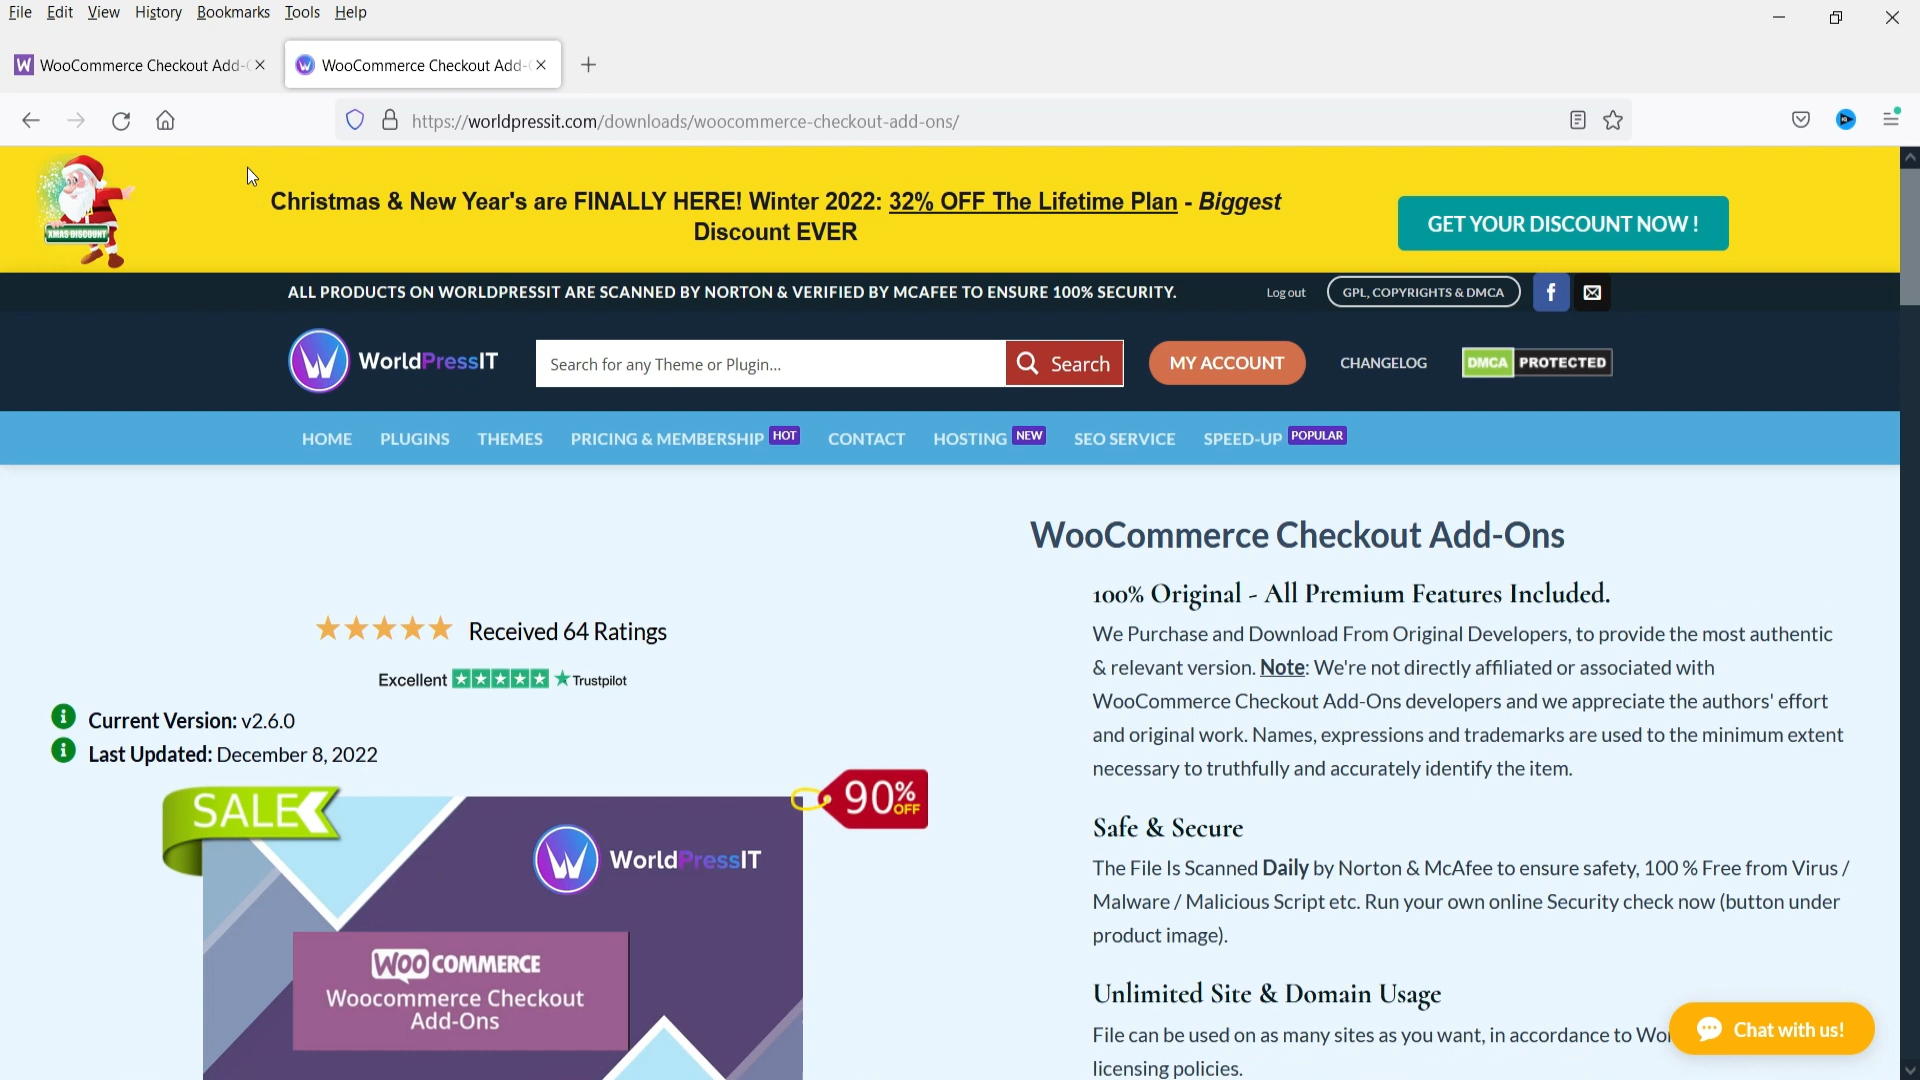 File Edit View History Bookmarks Tools Help
WooCommerce Checkout Add-
WooCommerce Checkout Add-
https://worldpressit.com/downloads/woocommerce-checkout-add-ons/
XMAS DISCOUNT
Christmas & New Year's are FINALLY HERE! Winter 2022: 32% OFF The Lifetime Plan - Biggest
Discount EVER
GET YOUR DISCOUNT NOW !
ALL PRODUCTS ON WORLDPRESSIT ARE SCANNED BY NORTON & VERIFIED BY MCAFEE TO ENSURE 100% SECURITY.
Log out
GPL, COPYRIGHTS & DMCA
WorldPressIT
Search for any Theme or Plugin...
Search
MY ACCOUNT
CHANGELOG
DMCA PROTECTED
HOME PLUGINS THEMES PRICING & MEMBERSHIP HOT CONTACT HOSTING NEW SEO SERVICE SPEED-UP POPULAR
WooCommerce Checkout Add-Ons
100% Original - All Premium Features Included.
We Purchase and Download From Original Developers, to provide the most authentic
& relevant version. Note: We're not directly affiliated or associated with
WooCommerce Checkout Add-Ons developers and we appreciate the authors' effort
and original work. Names, expressions and trademarks are used to the minimum extent
necessary to truthfully and accurately identify the item.
Safe & Secure
The File Is Scanned Daily by Norton & McAfee to ensure safety, 100 % Free from Virus /
Malware / Malicious Script etc. Run your own online Security check now (button under
product image).
Unlimited Site & Domain Usage
File can be used on as many sites as you want, in accordance to Wo
licensing policies.
Received 64 Ratings
Excellent Trustpilot
Current Version: v2.6.0
Last Updated: December 8, 2022
SALE
90% OFF
WorldPressIT
WOO COMMERCE
Woocommerce Checkout
Add-Ons
Chat with us!